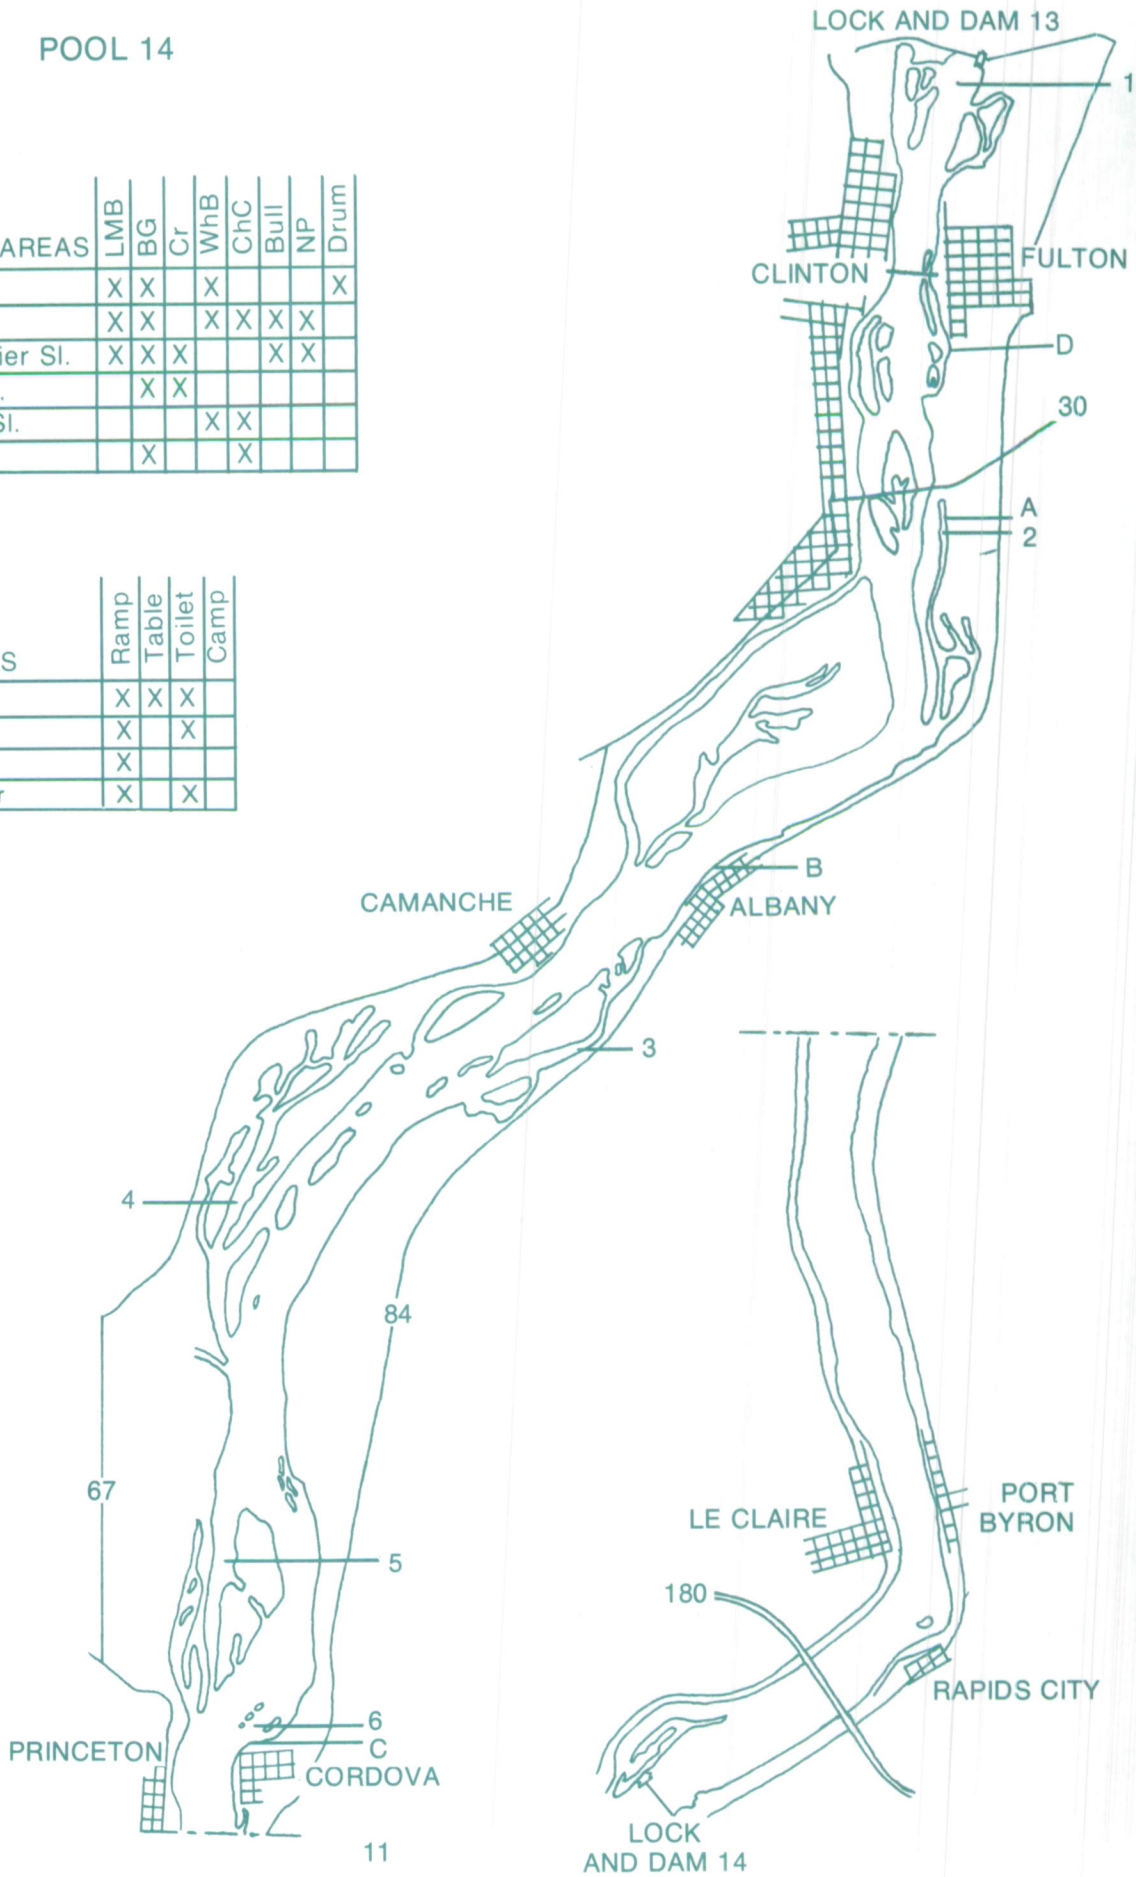 POOL 14
LOCK AND DAM 13
1
AREAS LMB BG Cr WhB ChC Bull NP Drum
X X X X
X X X X X X
ier Sl. X X X X X
. X X
Sl. X X
X X
CLINTON
FULTON
D
30
A
2
S Ramp Table Toilet Camp
X X X
X X
X
r X X
B
CAMANCHE
ALBANY
3
4
84
67
LE CLAIRE
PORT
BYRON
5
180
RAPIDS CITY
6
PRINCETON
C
CORDOVA
LOCK
AND DAM 14
11